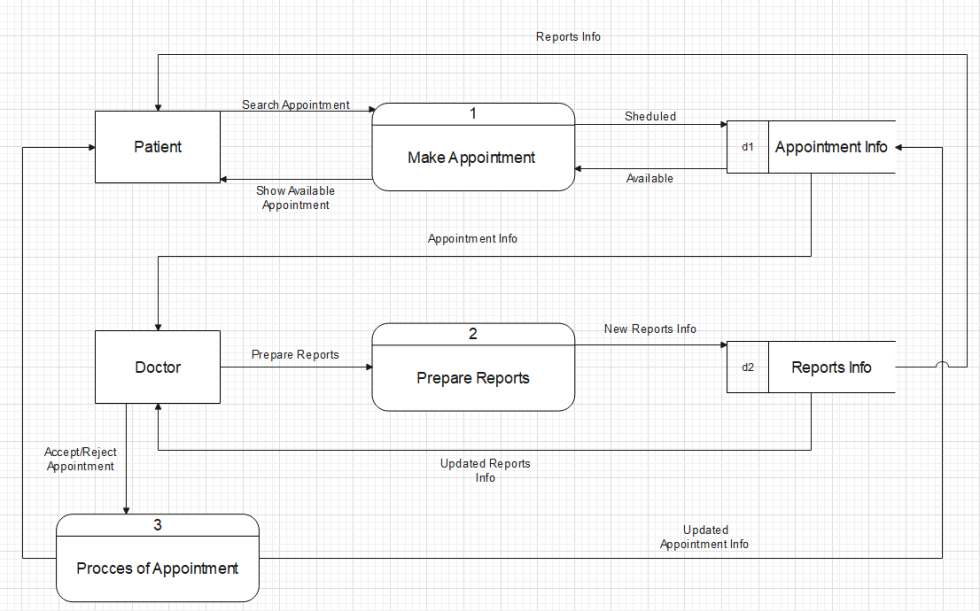 Reports Info
Search Appointment
1
Sheduled
Patient
Make Appointment
d1
Appointment Info
Show Available
Appointment
Available
Appointment Info
2
New Reports Info
Doctor
Prepare Reports
Prepare Reports
d2
Reports Info
Accept/Reject
Appointment
Updated Reports
Info
3
Updated
Appointment Info
Procces of Appointment